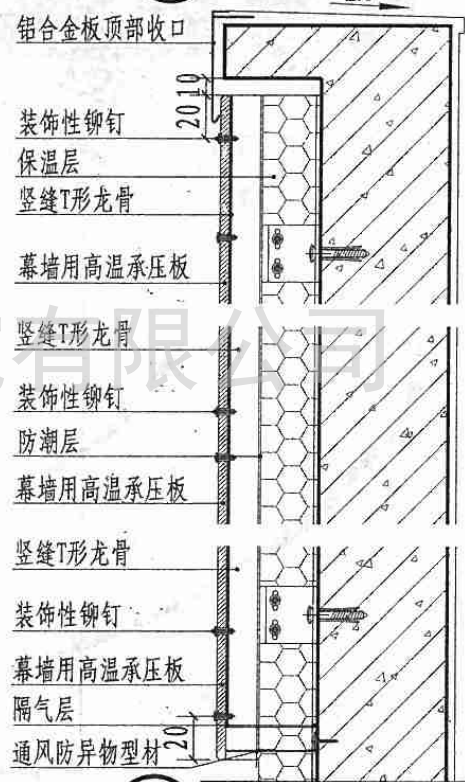 铝合金板顶部收口
10
20
装饰性铆钉
保温层
竖缝T形龙骨
幕墙用高温承压板
竖缝T形龙骨
有限公司
装饰性铆钉
防潮层
幕墙用高温承压板
竖缝T形龙骨
装饰性铆钉
幕墙用高温承压板
隔气层
通风防异物型材
20